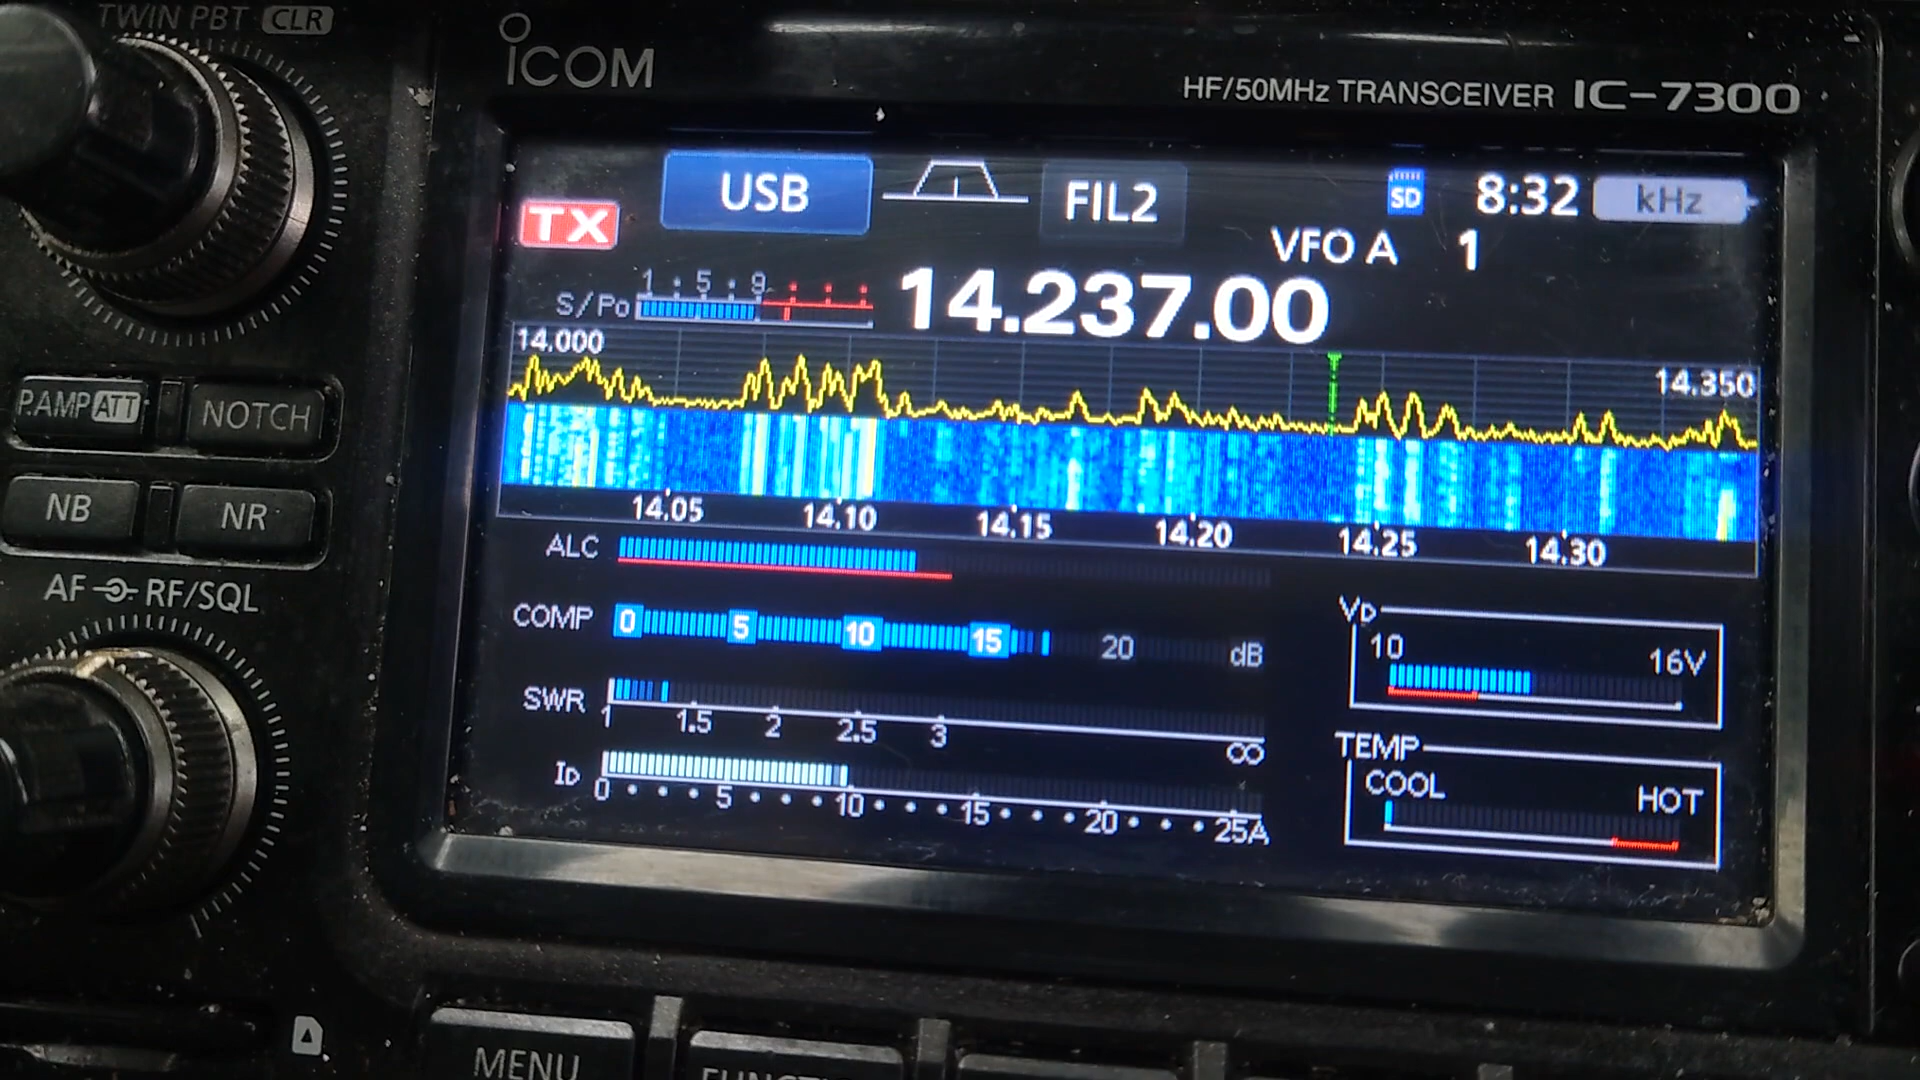 TWIN PBT CLR
ICOM
HF/50MHz TRANSCEIVER IC-7300
TX
USB
FIL2
SD
8:32
kHz
VFO A 1
S/Po
1 5 9
14.237.00
14.000
14.350
14.05 14.10 14.15 14.20 14.25 14.30
P.AMP ATT
NOTCH
NB
NR
AF RF/SQL
ALC
COMP 0 5 10 15 20 dB
SWR
1 1.5 2 2.5 3 ∞
ID
0 5 10 15 20 25A
VD
10 16V
TEMP
COOL HOT
MENU